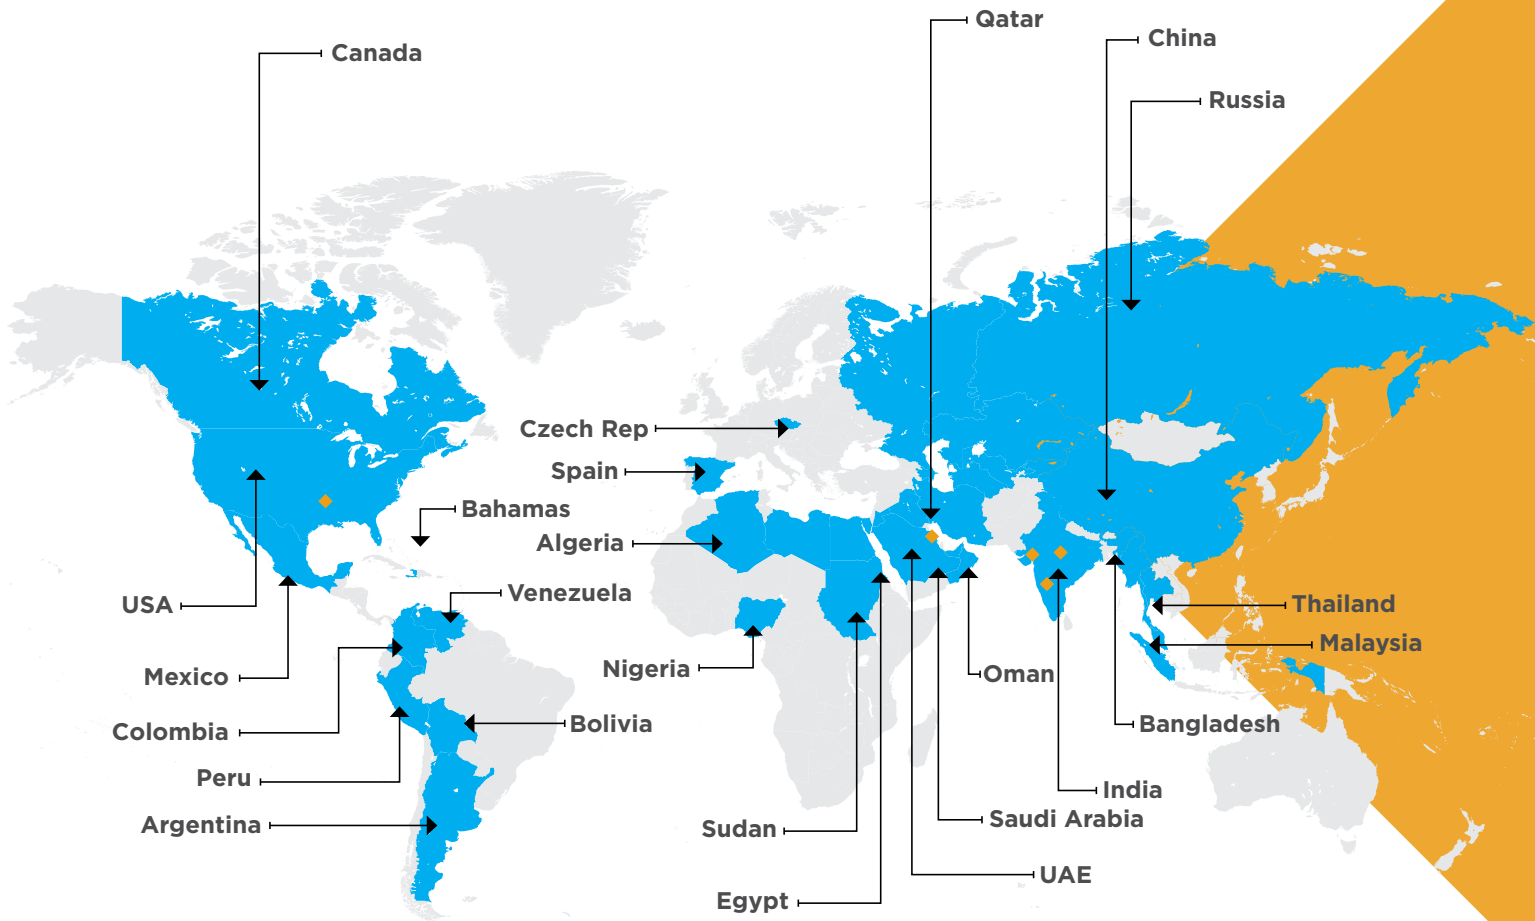 Qatar
China
Canada
Russia
Czech Rep
Spain
Bahamas
Algeria
Venezuela
USA
Thailand
Malaysia
Nigeria
Oman
Mexico
Bolivia
Bangladesh
Colombia
Peru
India
Saudi Arabia
Argentina
Sudan
UAE
Egypt